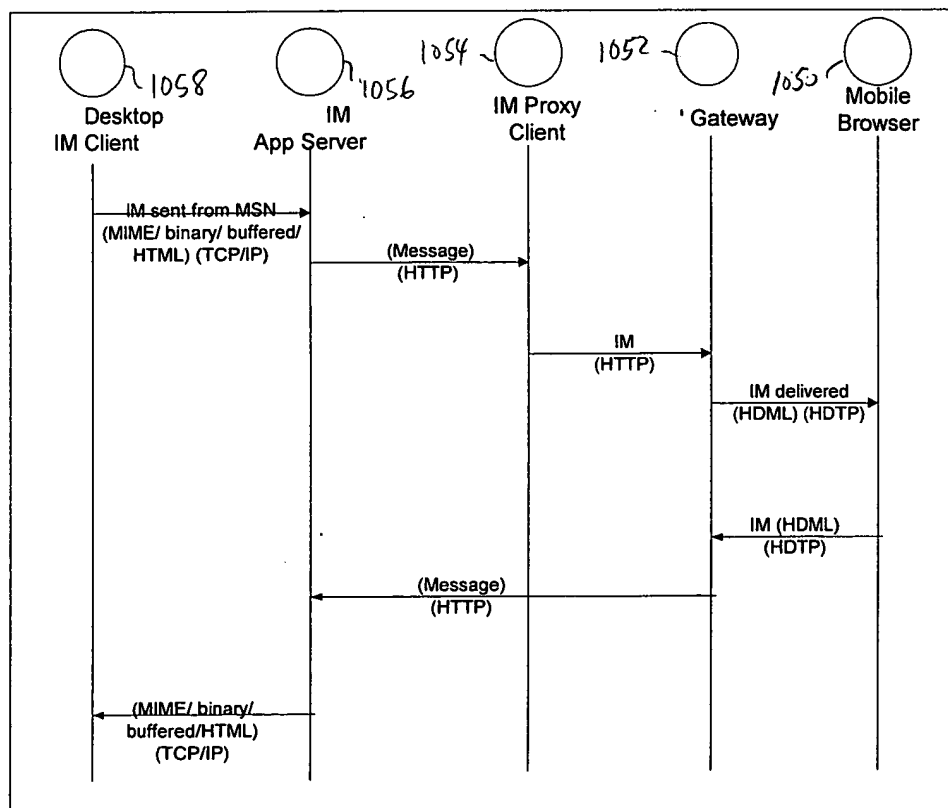 1058
1056
1054
1052
1050
Desktop
IM Client
IM
App Server
IM Proxy
Client
' Gateway
Mobile
Browser
IM sent from MSN
(MIME/ binary/ buffered/
HTML) (TCP/IP)
(Message)
(HTTP)
IM
(HTTP)
IM delivered
(HDML) (HDTP)
IM (HDML)
(HDTP)
(Message)
(HTTP)
(MIME/ binary/
buffered/HTML)
(TCP/IP)